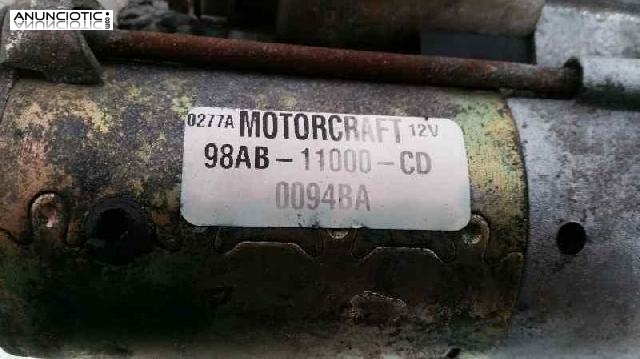 ANUNCIOTIC
0277A MOTORCRAFT 12V
98AB-11000-CD
0094BA